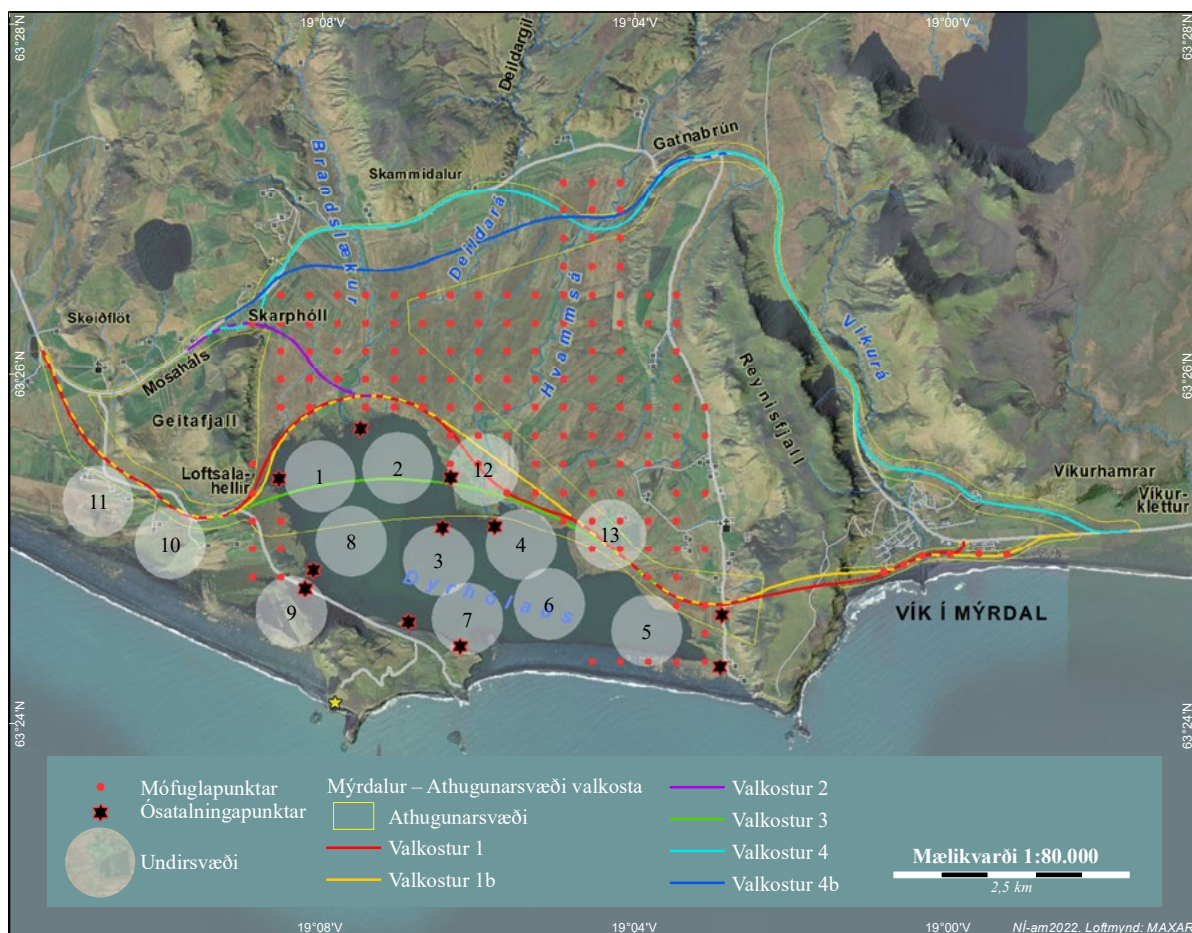 19°08'V
19°04'V
19°00'V
63°28'N
63°28'N
Deildargil
Gatnabrún
Brandslækur
Skammidalur
Deildará
Hvammsá
Víkurá
Skarphóll
Skeiðflöt
Mosaháls
63°26'N
63°26'N
Reynisfjall
Geitafjall
Loftsala-
hellir
Víkurhamrar
Víkur-
klettur
1
2
12
11
10
8
3
4
13
Dyrhólaós
9
7
6
5
VÍK Í MÝRDAL
63°24'N
63°24'N
Mófuglapunktar
Ósatalningapunktar
Undirsvæði
Mýrdalur – Athugunarsvæði valkosta
Athugunarsvæði
Valkostur 1
Valkostur 1b
Valkostur 2
Valkostur 3
Valkostur 4
Valkostur 4b
Mælikvarði 1:80.000
2,5 km
19°08'V
19°04'V
19°00'V
NÍ-am2022. Loftmynd: MAXAR